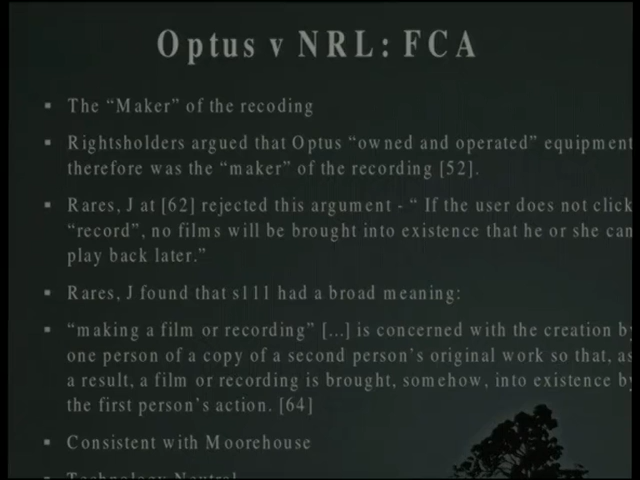 Optus v NRL: FCA
▪ The “Maker” of the recoding
▪ Rightsholders argued that Optus “owned and operated” equipment
therefore was the “maker” of the recording [52].
▪ Rares, J at [62] rejected this argument - “ If the user does not click
“record”, no films will be brought into existence that he or she can
play back later.”
▪ Rares, J found that s111 had a broad meaning:
▪ “making a film or recording” [...] is concerned with the creation b
one person of a copy of a second person’s original work so that, as
a result, a film or recording is brought, somehow, into existence b
the first person’s action. [64]
▪ Consistent with Moorehouse
▪ Technology Neutral